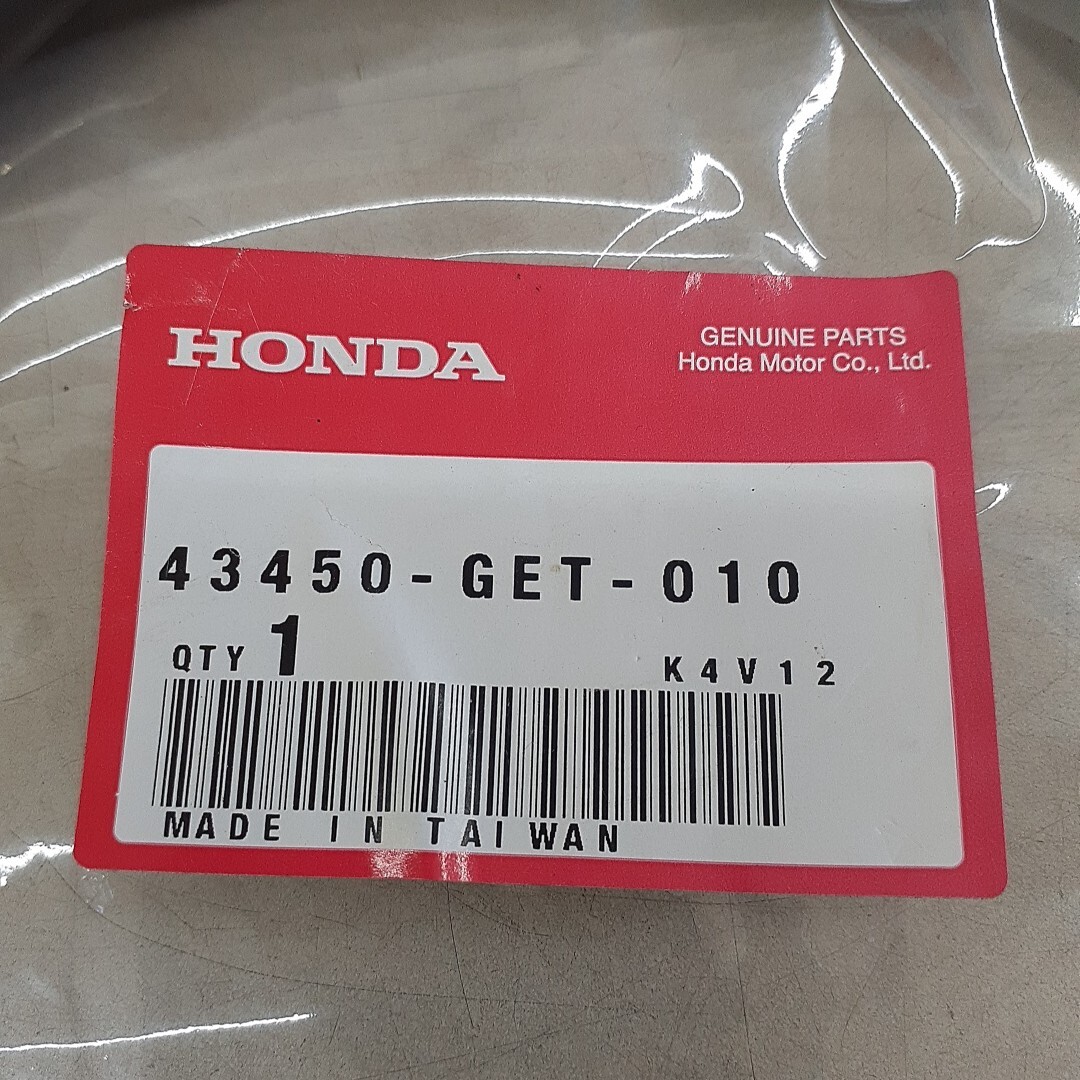 HONDA
GENUINE PARTS
Honda Motor Co., Ltd.
43450-GET-010
QTY 1
K4V12
MADE IN TAIWAN